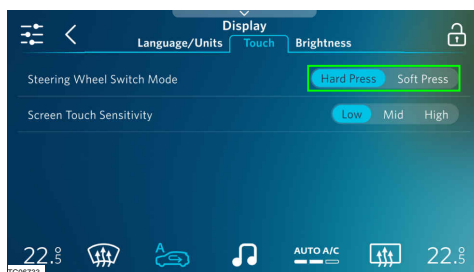 Display
Language/Units Touch Brightness
Steering Wheel Switch Mode Hard Press Soft Press
Screen Touch Sensitivity Low Mid High
A
22.5 AUTO A/C 22.5